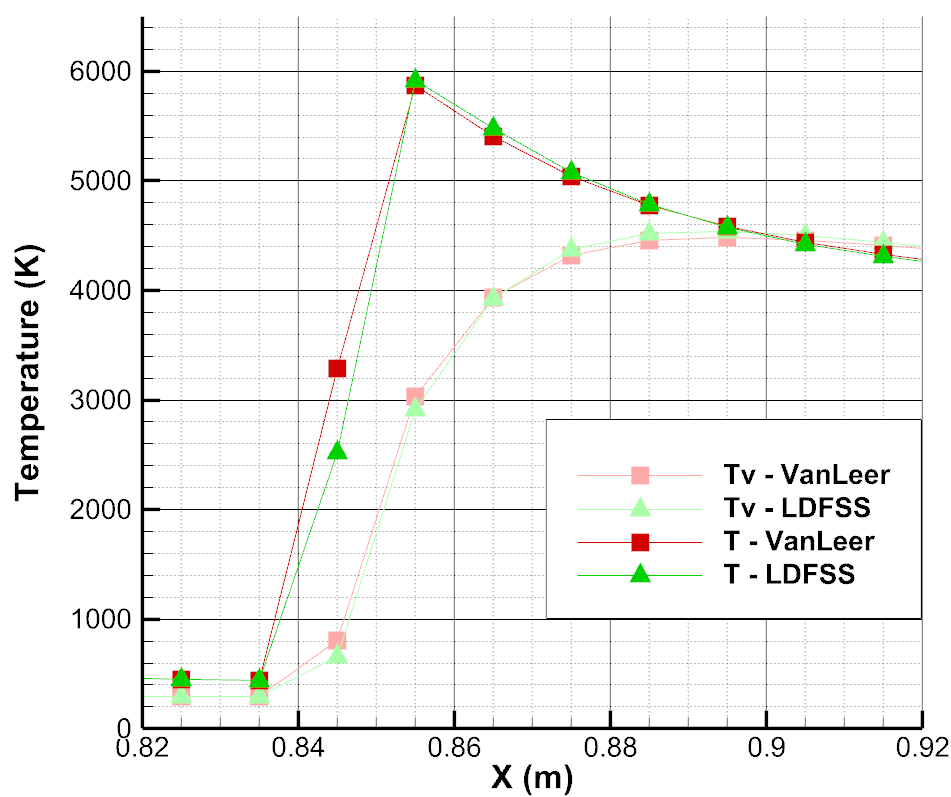 6000
5000
4000
3000
2000
1000
0
Temperature (K)
0.82 0.84 0.86 0.88 0.9 0.92
X (m)
Tv - VanLeer
Tv - LDFSS
T - VanLeer
T - LDFSS